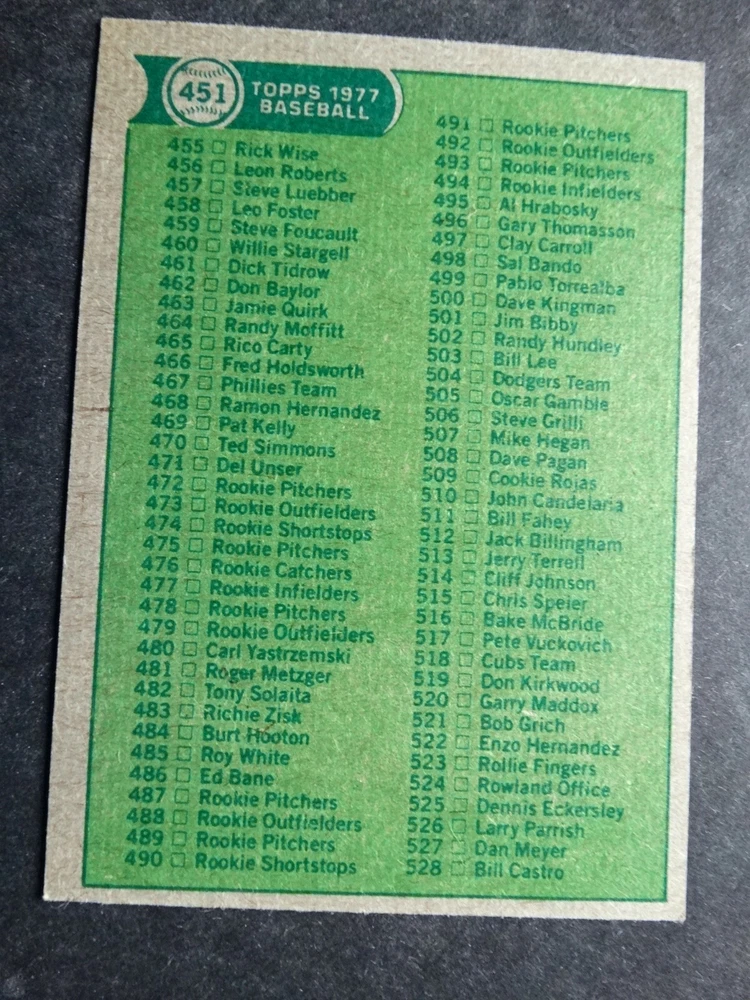 451
TOPPS 1977
BASEBALL
455 Rick Wise
456 Leon Roberts
457 Steve Luebber
458 Leo Foster
459 Steve Foucault
460 Willie Stargell
461 Dick Tidrow
462 Don Baylor
463 Jamie Quirk
464 Randy Moffitt
465 Rico Carty
466 Fred Holdsworth
467 Phillies Team
468 Ramon Hernandez
469 Pat Kelly
470 Ted Simmons
471 Del Unser
472 Rookie Pitchers
473 Rookie Outfielders
474 Rookie Shortstops
475 Rookie Pitchers
476 Rookie Catchers
477 Rookie Infielders
478 Rookie Pitchers
479 Rookie Outfielders
480 Carl Yastrzemski
481 Roger Metzger
482 Tony Solaita
483 Richie Zisk
484 Burt Hooton
485 Roy White
486 Ed Bane
487 Rookie Pitchers
488 Rookie Outfielders
489 Rookie Pitchers
490 Rookie Shortstops
491 Rookie Pitchers
492 Rookie Outfielders
493 Rookie Pitchers
494 Rookie Infielders
495 Al Hrabosky
496 Gary Thomasson
497 Clay Carroll
498 Sal Bando
499 Pablo Torrealba
500 Dave Kingman
501 Jim Bibby
502 Randy Hundley
503 Bill Lee
504 Dodgers Team
505 Oscar Gamble
506 Steve Grilli
507 Mike Hegan
508 Dave Pagan
509 Cookie Rojas
510 John Candelaria
511 Bill Fahey
512 Jack Billingham
513 Jerry Terrell
514 Cliff Johnson
515 Chris Speier
516 Bake McBride
517 Pete Vuckovich
518 Cubs Team
519 Don Kirkwood
520 Garry Maddox
521 Bob Grich
522 Enzo Hernandez
523 Rollie Fingers
524 Rowland Office
525 Dennis Eckersley
526 Larry Parrish
527 Dan Meyer
528 Bill Castro